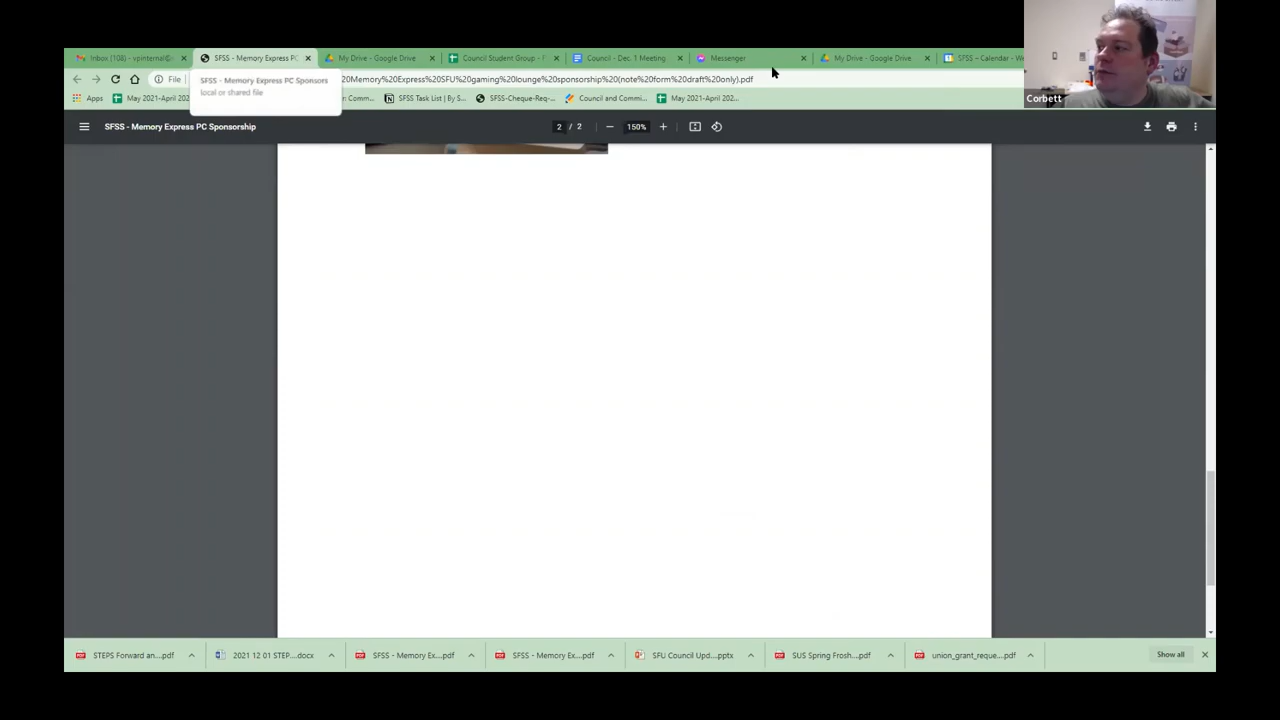 Inbox (108) - vpinternal@
SFSS - Memory Express PC
My Drive - Google Drive
Council Student Group - F
Council - Dec. 1 Meeting
Messenger
My Drive - Google Drive
SFSS – Calendar - We
File
20Memory%20Express%20SFU%20gaming%20lounge%20sponsorship(note%20form%20draft%20only).pdf
SFSS - Memory Express PC Sponsors
local or shared file
Apps
May 2021-April 202
r: Comm...
SFSS Task List | By S...
SFSS-Cheque-Req-...
Council and Commi...
May 2021-April 202...
Corbett
SFSS - Memory Express PC Sponsorship
2 / 2
150%
STEPS Forward an....pdf
2021 12 01 STEP....docx
SFSS - Memory Ex....pdf
SFSS - Memory Ex....pdf
SFU Council Upd....pptx
SUS Spring Frosh....pdf
union_grant_reque....pdf
Show all